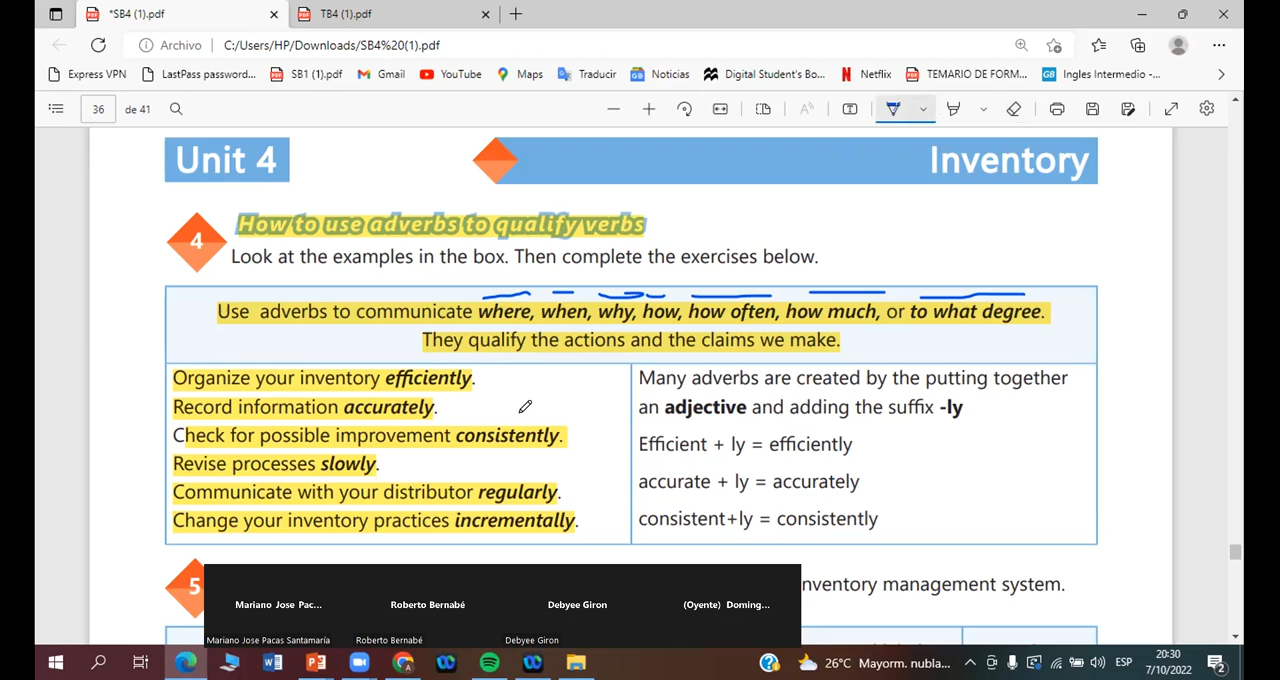 *SB4 (1).pdf
TB4 (1).pdf
Archivo
C:/Users/HP/Downloads/SB4%20(1).pdf
Express VPN
LastPass password...
SB1 (1).pdf
Gmail
YouTube
Maps
Traducir
Noticias
Digital Student's Bo...
Netflix
TEMARIO DE FORM...
Ingles Intermedio -...
36
de 41
Unit 4
Inventory
4
How to use adverbs to qualify verbs
Look at the examples in the box. Then complete the exercises below.
Use adverbs to communicate where, when, why, how, how often, how much, or to what degree.
They qualify the actions and the claims we make.
Organize your inventory efficiently.
Record information accurately.
Check for possible improvement consistently.
Revise processes slowly.
Communicate with your distributor regularly.
Change your inventory practices incrementally.
Many adverbs are created by the putting together
an adjective and adding the suffix -ly
Efficient + ly = efficiently
accurate + ly = accurately
consistent+ly = consistently
5
nventory management system.
Mariano Jose Pac...
Roberto Bernabé
Debyee Giron
(Oyente) Doming...
Mariano Jose Pacas Santamaría
Roberto Bernabé
Debyee Giron
26°C Mayorm. nubla...
ESP
20:30
7/10/2022
2